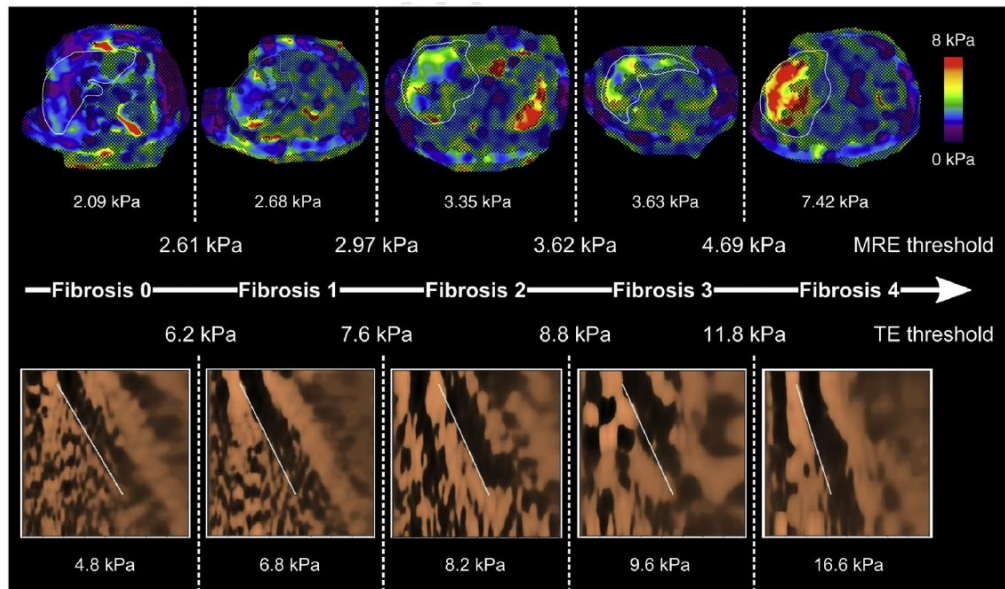 8 kPa
0 kPa
2.09 kPa 2.68 kPa 3.35 kPa 3.63 kPa 7.42 kPa
2.61 kPa 2.97 kPa 3.62 kPa 4.69 kPa MRE threshold
Fibrosis 0 Fibrosis 1 Fibrosis 2 Fibrosis 3 Fibrosis 4
6.2 kPa 7.6 kPa 8.8 kPa 11.8 kPa TE threshold
4.8 kPa 6.8 kPa 8.2 kPa 9.6 kPa 16.6 kPa